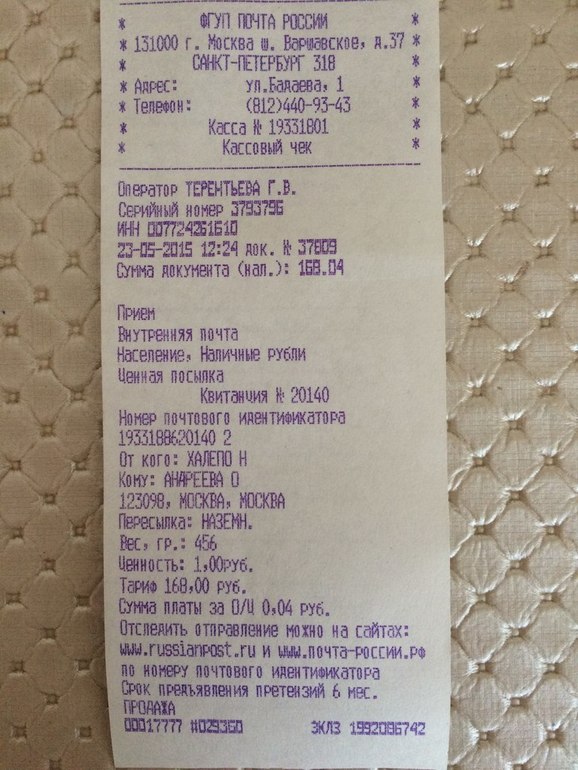 * ФГУП ПОЧТА РОССИИ *
* 131000 г. Москва ш. Варшавское, д.37 *
* САНКТ-ПЕТЕРБУРГ 318 *
* Адрес: ул.Бадаева, 1 *
* Телефон: (812)440-93-43 *
* Касса № 19331801 *
* Кассовый чек *
Оператор ТЕРЕНТЬЕВА Г.В.
Серийный номер 3793796
ИНН 007724261610
23-05-2015 12:24 док. № 37809
Сумма документа (нал.): 168.04
Прием
Внутренняя почта
Население, Наличные рубли
Ценная посылка
Квитанция № 20140
Номер почтового идентификатора
1933188620140 2
От кого: ХАЛЕПО Н
Кому: АНДРЕЕВА О
123098, МОСКВА, МОСКВА
Пересылка: НАЗЕМН.
Вес, гр.: 456
Ценность: 1,00руб.
Тариф 168,00 руб.
Сумма платы за О/Ц 0,04 руб.
Отследить отправление можно на сайтах:
www.russianpost.ru и www.почта-россии.рф
по номеру почтового идентификатора
Срок предъявления претензий 6 мес.
ПРОДАЖА
00017777 #029360 ЭКЛЗ 1992086742